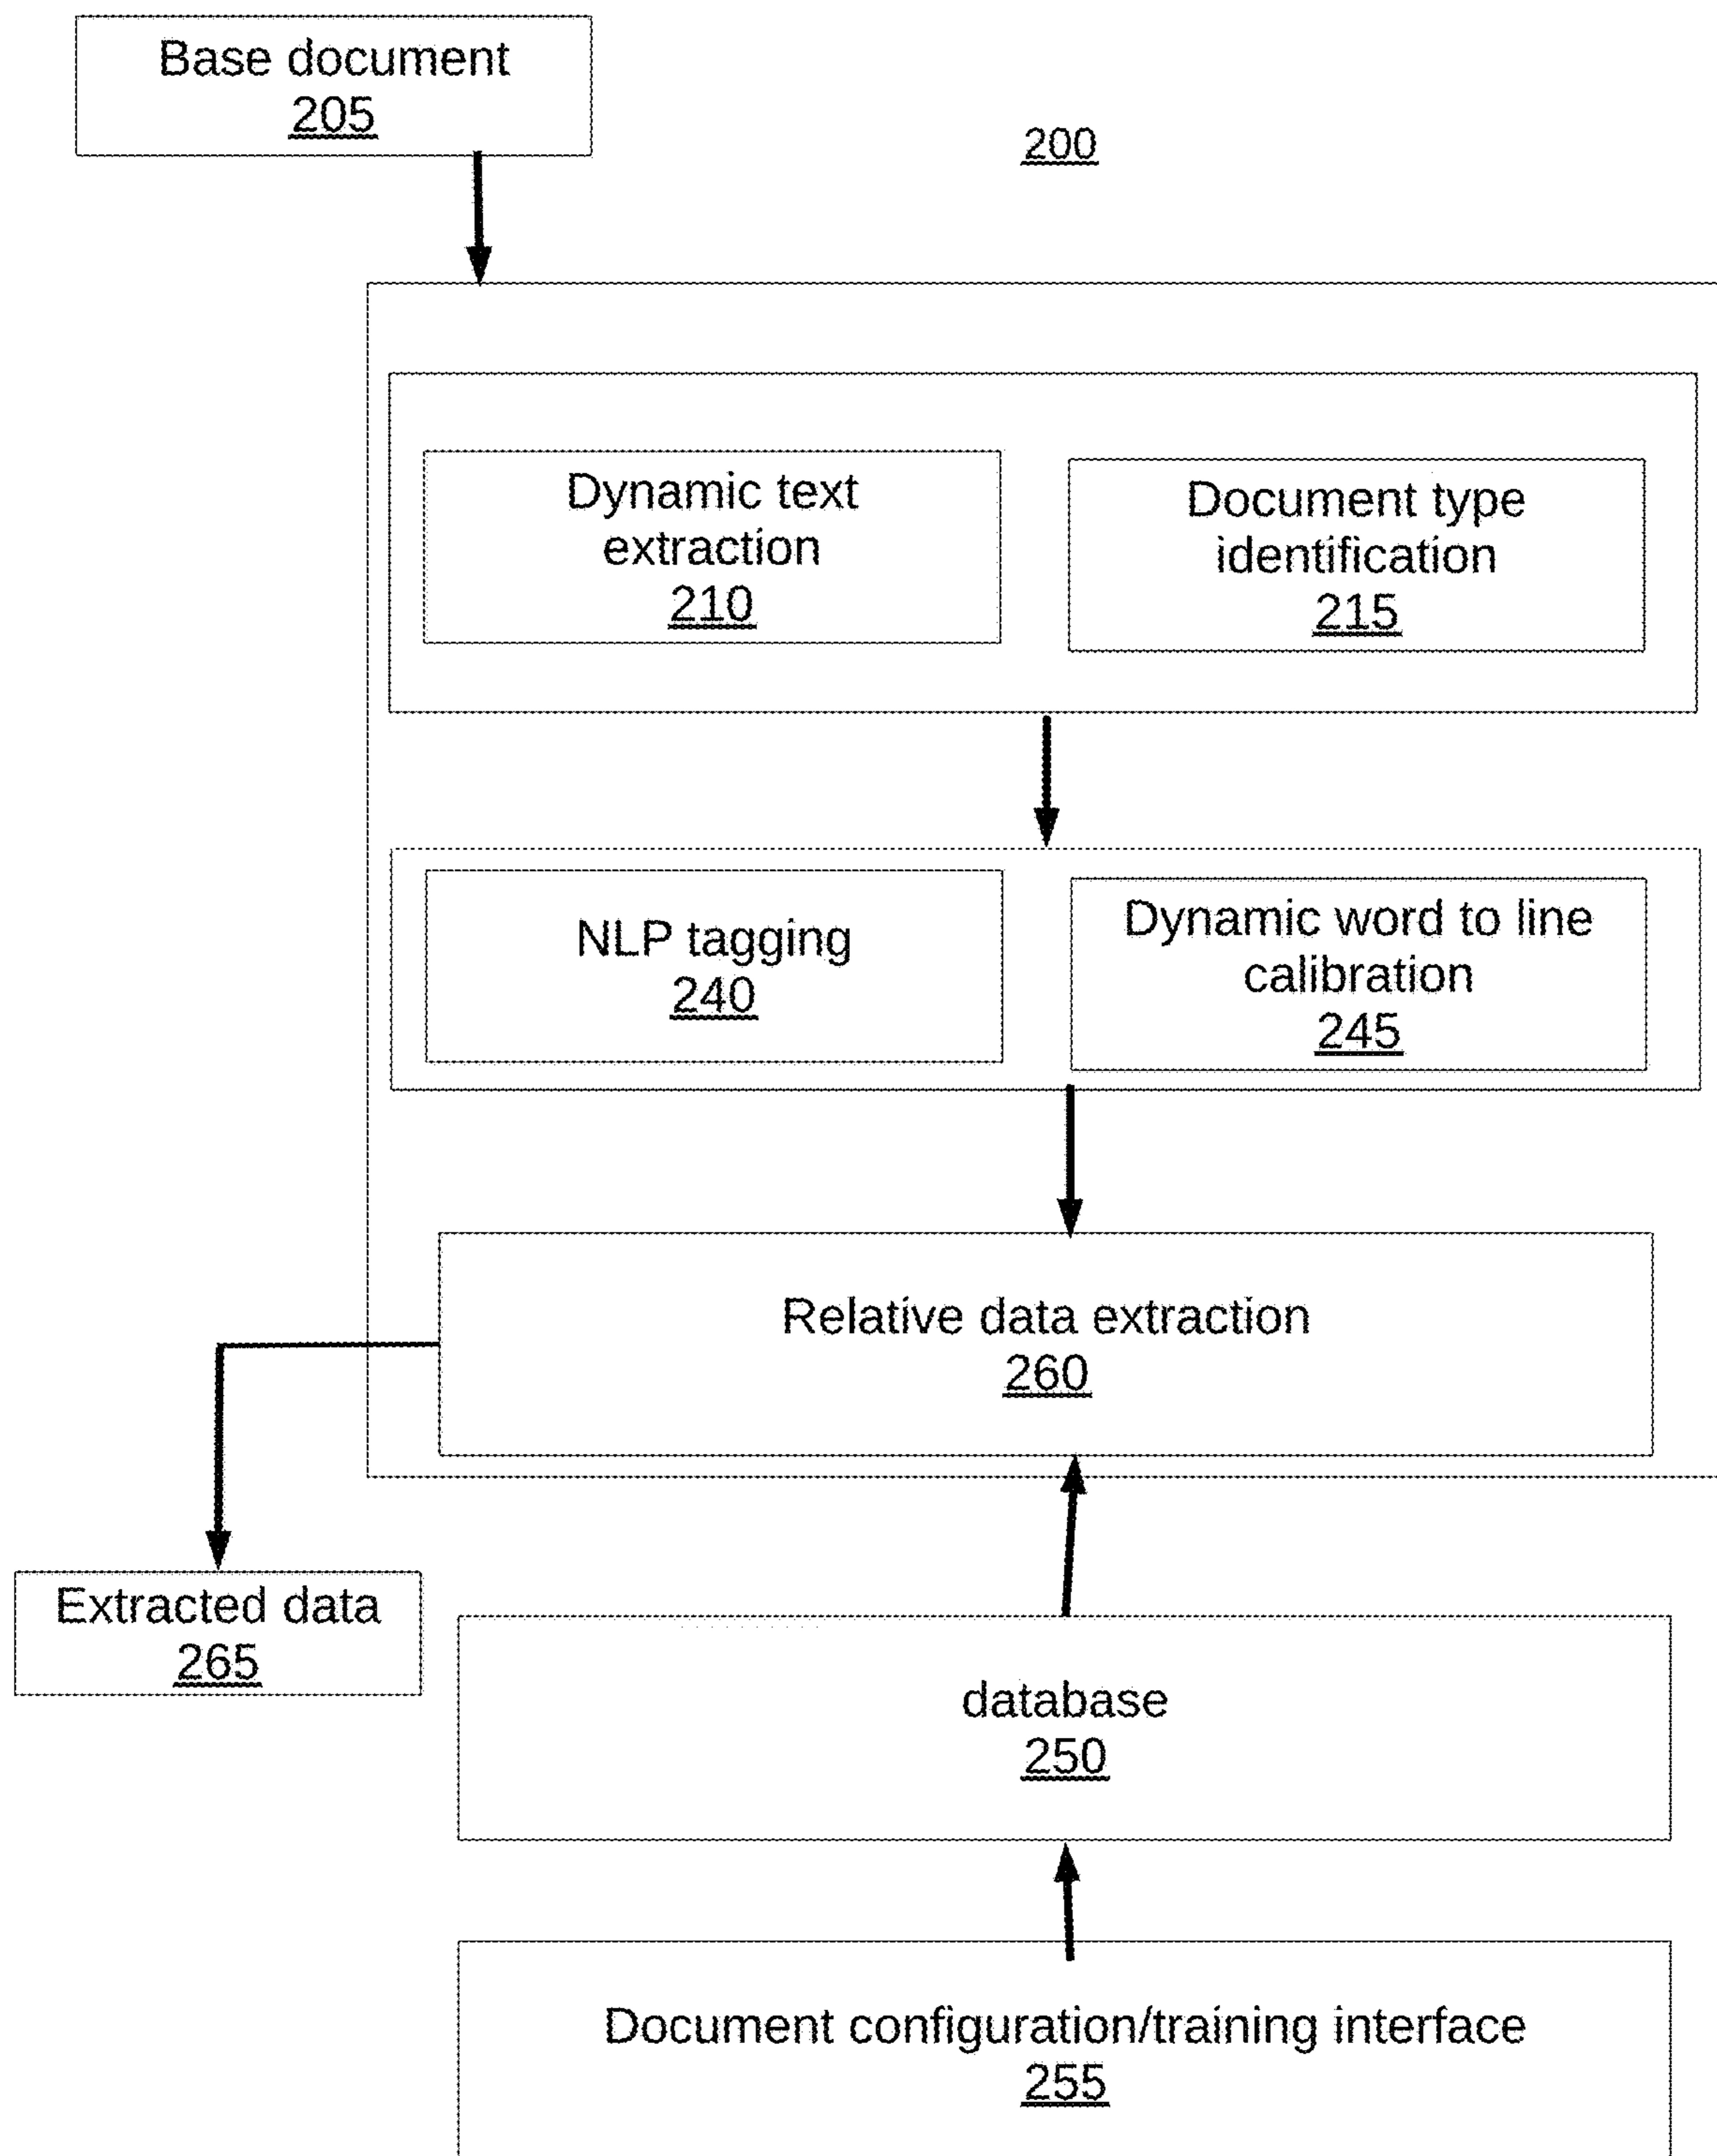 Base document
205
200
Dynamic text
extraction
210
Document type
identification
215
NLP tagging
240
Dynamic word to line
calibration
245
Relative data extraction
260
Extracted data
265
database
250
Document configuration/training interface
255